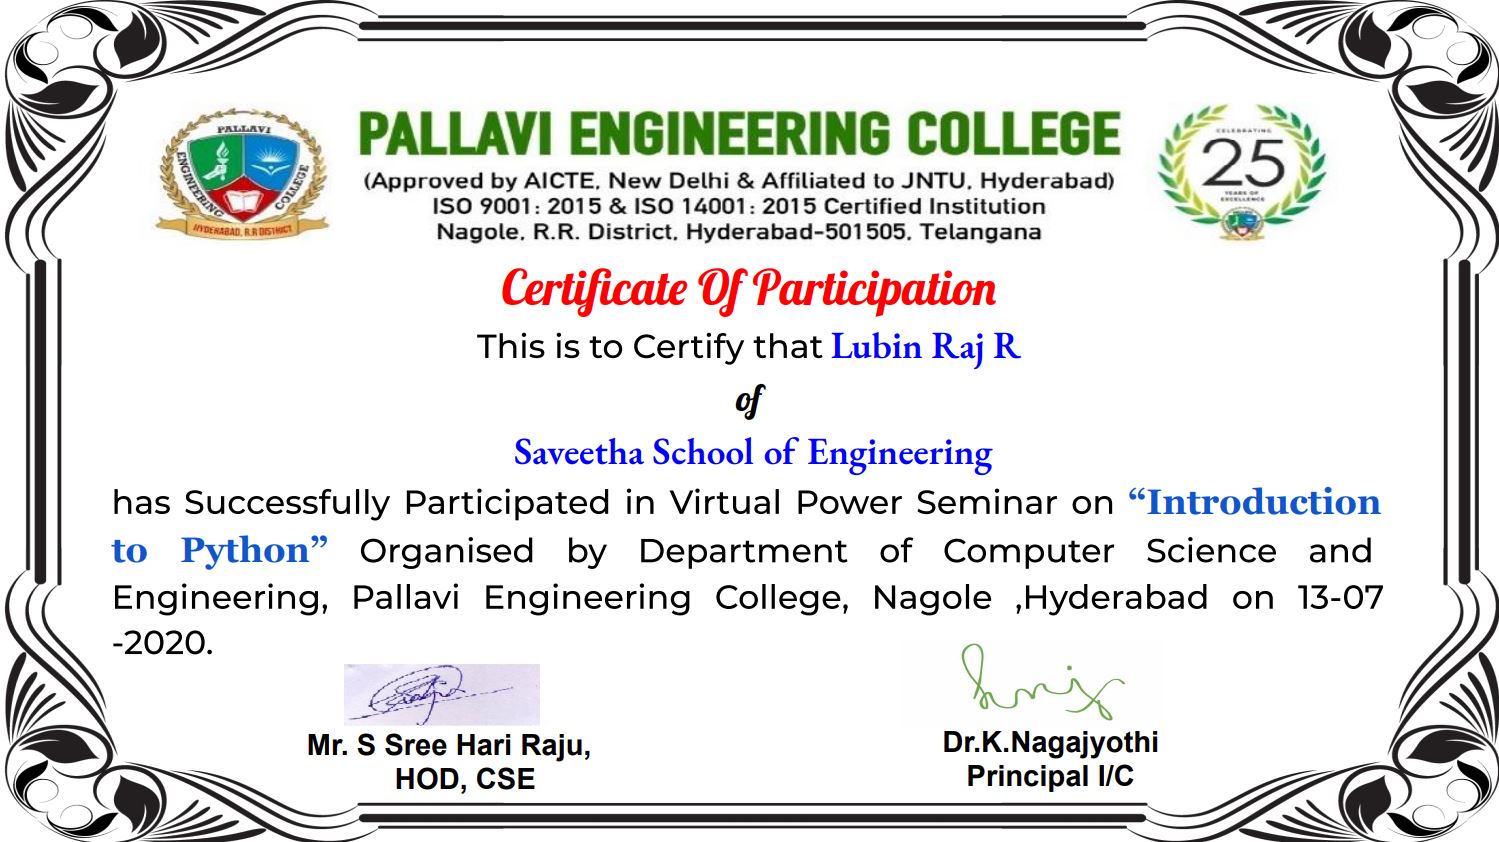 PALLAVI
ENGINEERING
COLLEGE
HYDERABAD, R.R DISTRICT.
PALLAVI ENGINEERING COLLEGE
(Approved by AICTE, New Delhi & Affiliated to JNTU, Hyderabad)
ISO 9001: 2015 & ISO 14001: 2015 Certified Institution
Nagole, R.R. District, Hyderabad-501505, Telangana
CELEBRATING
25
YEARS OF
EXCELLENCE
Certificate Of Participation
This is to Certify that Lubin Raj R
of
Saveetha School of Engineering
has Successfully Participated in Virtual Power Seminar on “Introduction
to Python” Organised by Department of Computer Science and
Engineering, Pallavi Engineering College, Nagole ,Hyderabad on 13-07
-2020.
Mr. S Sree Hari Raju,
HOD, CSE
Dr.K.Nagajyothi
Principal I/C